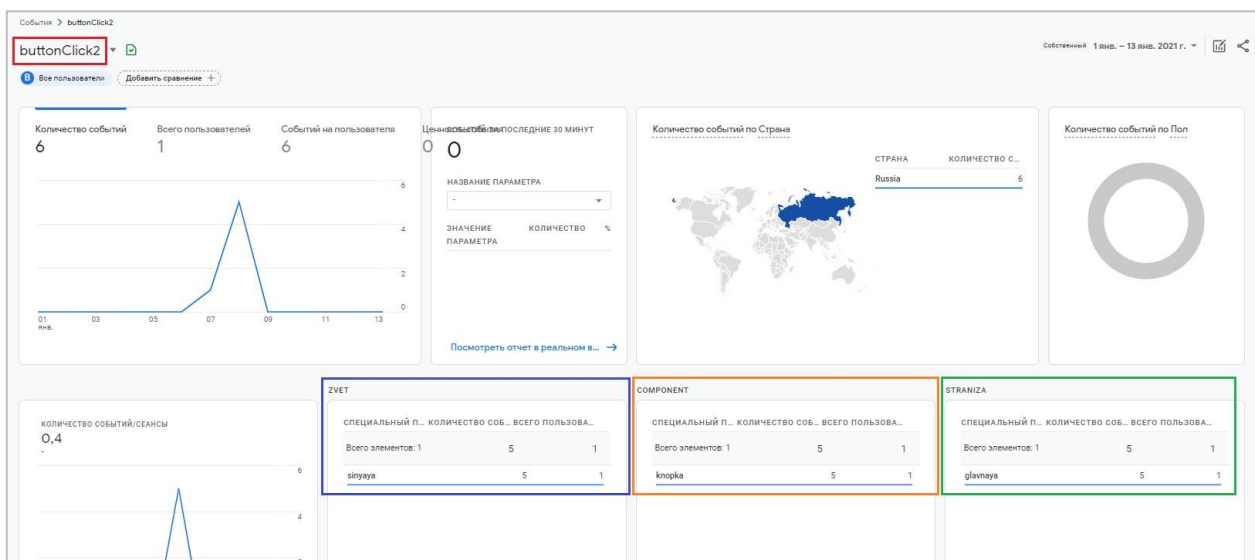 События > buttonClick2
buttonClick2
Собственный 1 янв. – 13 янв. 2021 г.
В Все пользователи Добавить сравнение +
Количество событий Всего пользователей Событий на пользователя
6 1 6 0
СОБЫТИЙ ЗА ПОСЛЕДНИЕ 30 МИНУТ
0
НАЗВАНИЕ ПАРАМЕТРА
-
ЗНАЧЕНИЕ ПАРАМЕТРА КОЛИЧЕСТВО %
Посмотреть отчет в реальном в... →
6
4
2
0
01 янв. 03 05 07 09 11 13
Количество событий по Страна
СТРАНА КОЛИЧЕСТВО С...
Russia 6
Количество событий по Пол
КОЛИЧЕСТВО СОБЫТИЙ/СЕАНСЫ
0,4
-
6
4
ZVET
СПЕЦИАЛЬНЫЙ П... КОЛИЧЕСТВО СОБ... ВСЕГО ПОЛЬЗОВА...
Всего элементов: 1 5 1
sinyaya 5 1
COMPONENT
СПЕЦИАЛЬНЫЙ П... КОЛИЧЕСТВО СОБ... ВСЕГО ПОЛЬЗОВА...
Всего элементов: 1 5 1
knopka 5 1
STRANIZA
СПЕЦИАЛЬНЫЙ П... КОЛИЧЕСТВО СОБ... ВСЕГО ПОЛЬЗОВА...
Всего элементов: 1 5 1
glavnaya 5 1